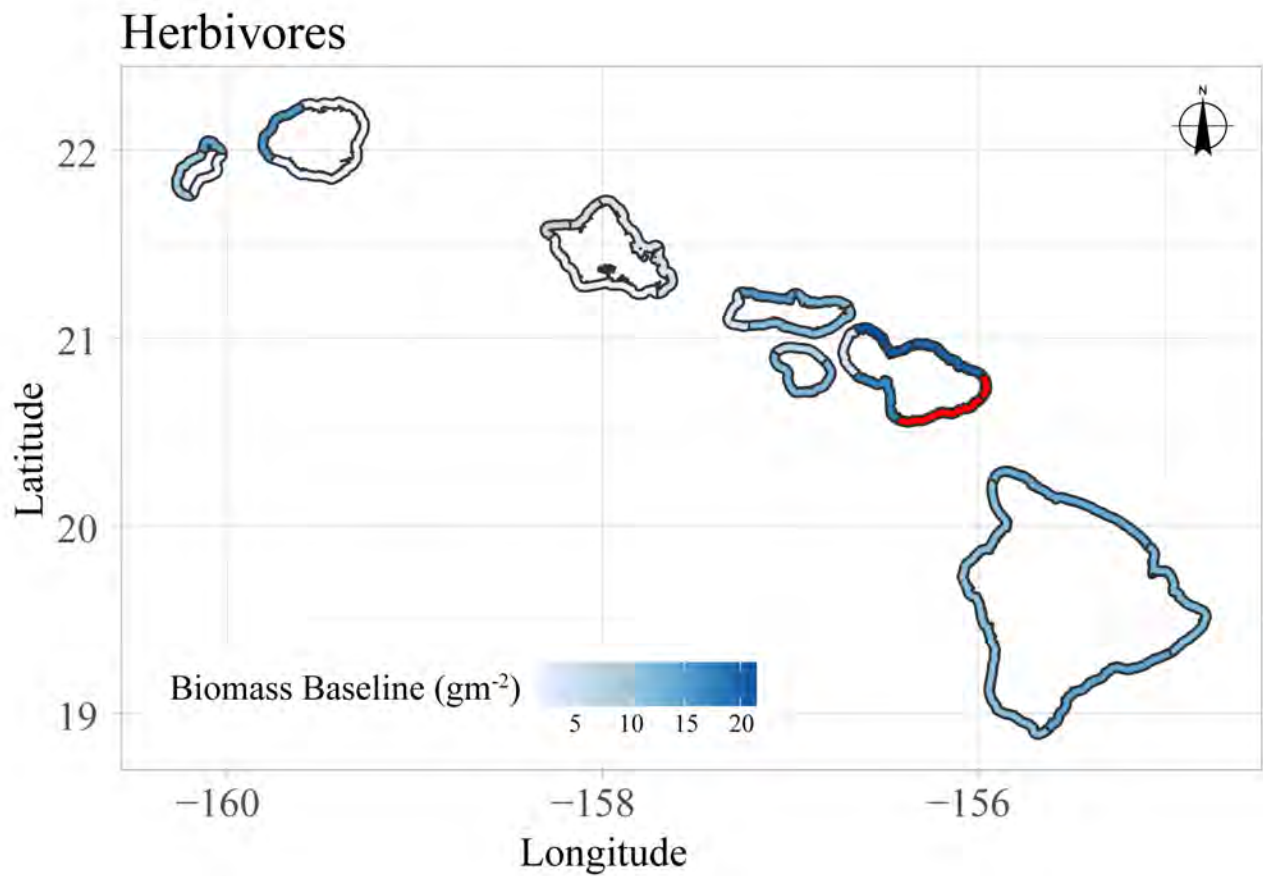 Herbivores
N
22
21
20
19
Latitude
Biomass Baseline (gm⁻²)
5 10 15 20
−160 −158 −156
Longitude